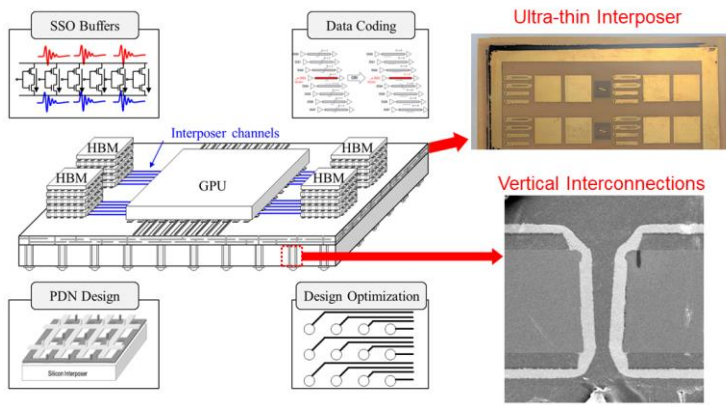 SSO Buffers
Data Coding
Ultra-thin Interposer
Interposer channels
HBM
HBM
HBM
HBM
GPU
Vertical Interconnections
PDN Design
Design Optimization
Silicon Interposer